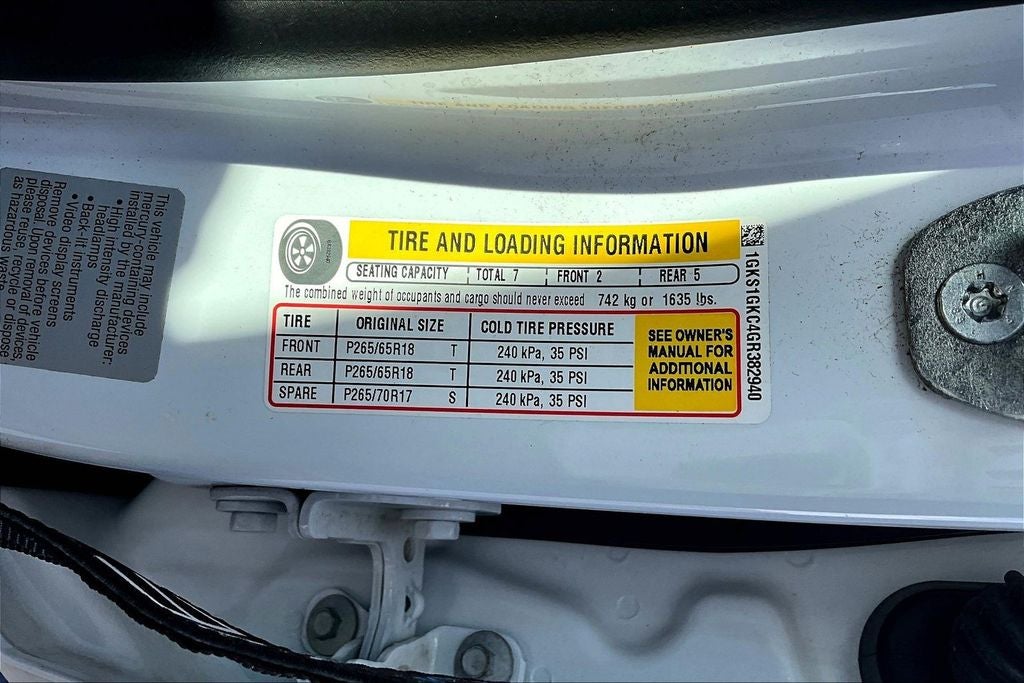 This vehicle may include
mercury-containing devices
installed by the manufacturer:
• High intensity discharge
headlamps
• Back-lit instruments
• Video display screens
Remove devices before vehicle
disposal. Upon removal of devices
please reuse, recycle or dispose
as hazardous waste.
TIRE AND LOADING INFORMATION
SEATING CAPACITY TOTAL 7 FRONT 2 REAR 5
The combined weight of occupants and cargo should never exceed 742 kg or 1635 lbs.
TIRE ORIGINAL SIZE COLD TIRE PRESSURE
FRONT P265/65R18 T 240 kPa, 35 PSI
REAR P265/65R18 T 240 kPa, 35 PSI
SPARE P265/70R17 S 240 kPa, 35 PSI
SEE OWNER'S
MANUAL FOR
ADDITIONAL
INFORMATION
1GKS1GKC4GR382940